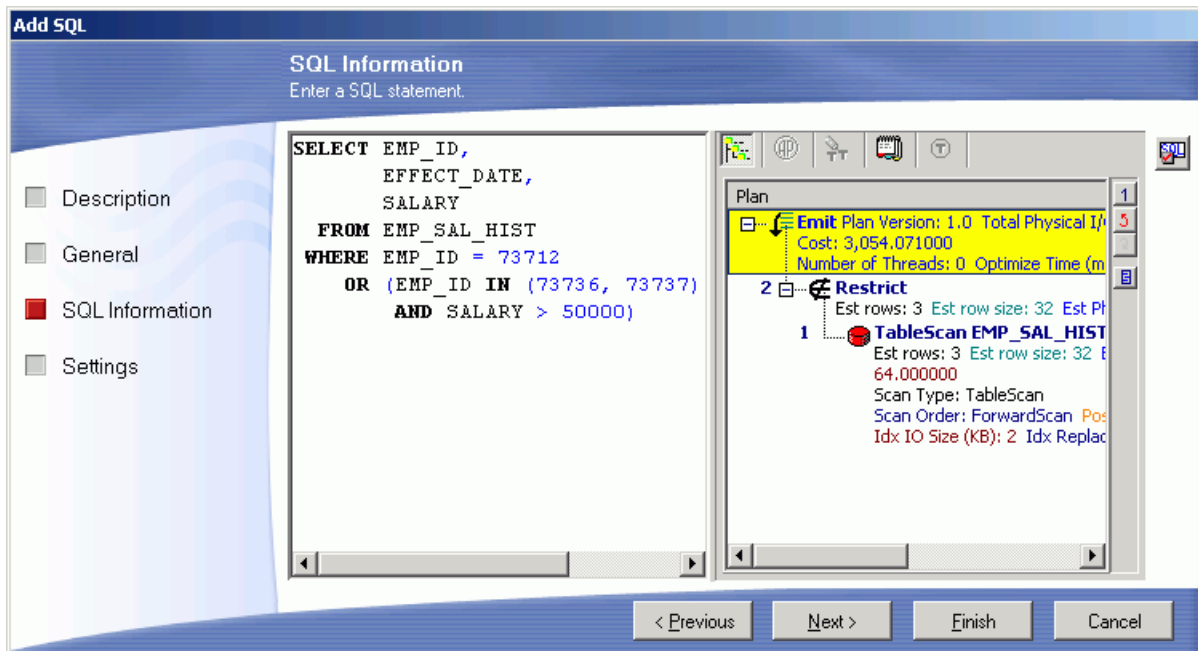 Add SQL
SQL Information
Enter a SQL statement.
Description
General
SQL Information
Settings
SELECT EMP_ID,
EFFECT_DATE,
SALARY
FROM EMP_SAL_HIST
WHERE EMP_ID = 73712
OR (EMP_ID IN (73736, 73737)
AND SALARY > 50000)
SQL
Plan
Emit Plan Version: 1.0 Total Physical I/
Cost: 3,054.071000
Number of Threads: 0 Optimize Time (m
2 Restrict
Est rows: 3 Est row size: 32 Est Ph
1 TableScan EMP_SAL_HIST
Est rows: 3 Est row size: 32
64.000000
Scan Type: TableScan
Scan Order: ForwardScan Pos
Idx IO Size (KB): 2 Idx Replac
1
5
< Previous
Next >
Finish
Cancel